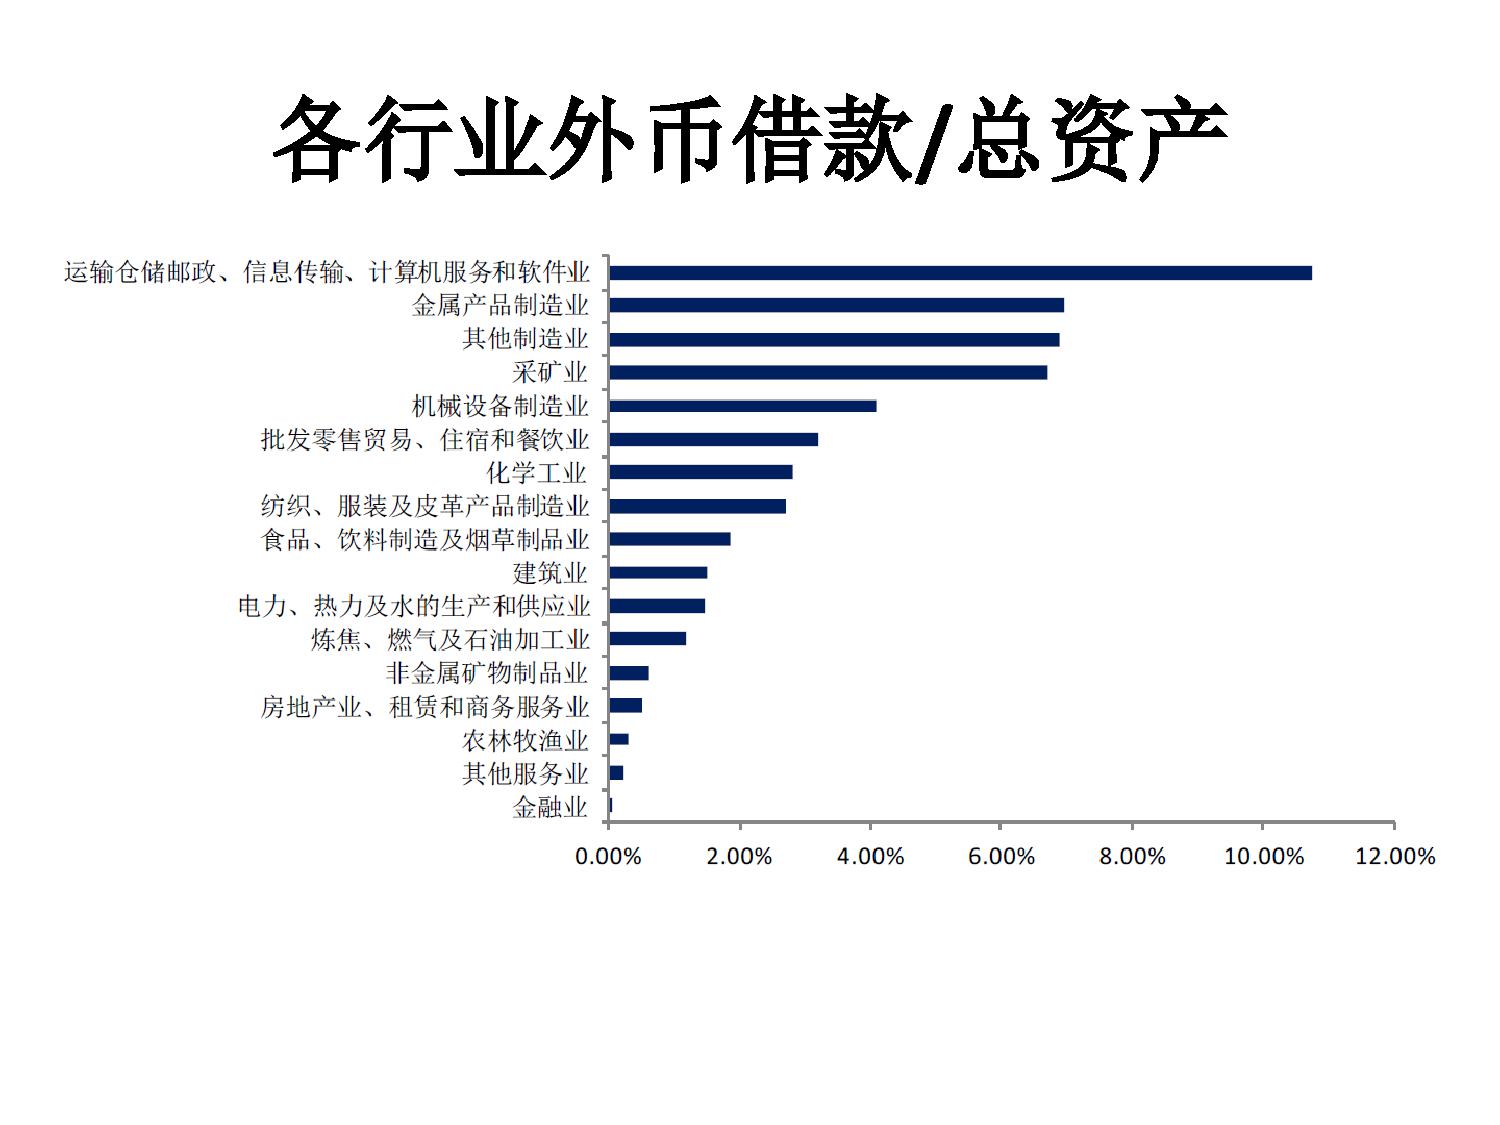 各行业外币借款/总资产
运输仓储邮政、信息传输、计算机服务和软件业
金属产品制造业
其他制造业
采矿业
机械设备制造业
批发零售贸易、住宿和餐饮业
化学工业
纺织、服装及皮革产品制造业
食品、饮料制造及烟草制品业
建筑业
电力、热力及水的生产和供应业
炼焦、燃气及石油加工业
非金属矿物制品业
房地产业、租赁和商务服务业
农林牧渔业
其他服务业
金融业
0.00% 2.00% 4.00% 6.00% 8.00% 10.00% 12.00%